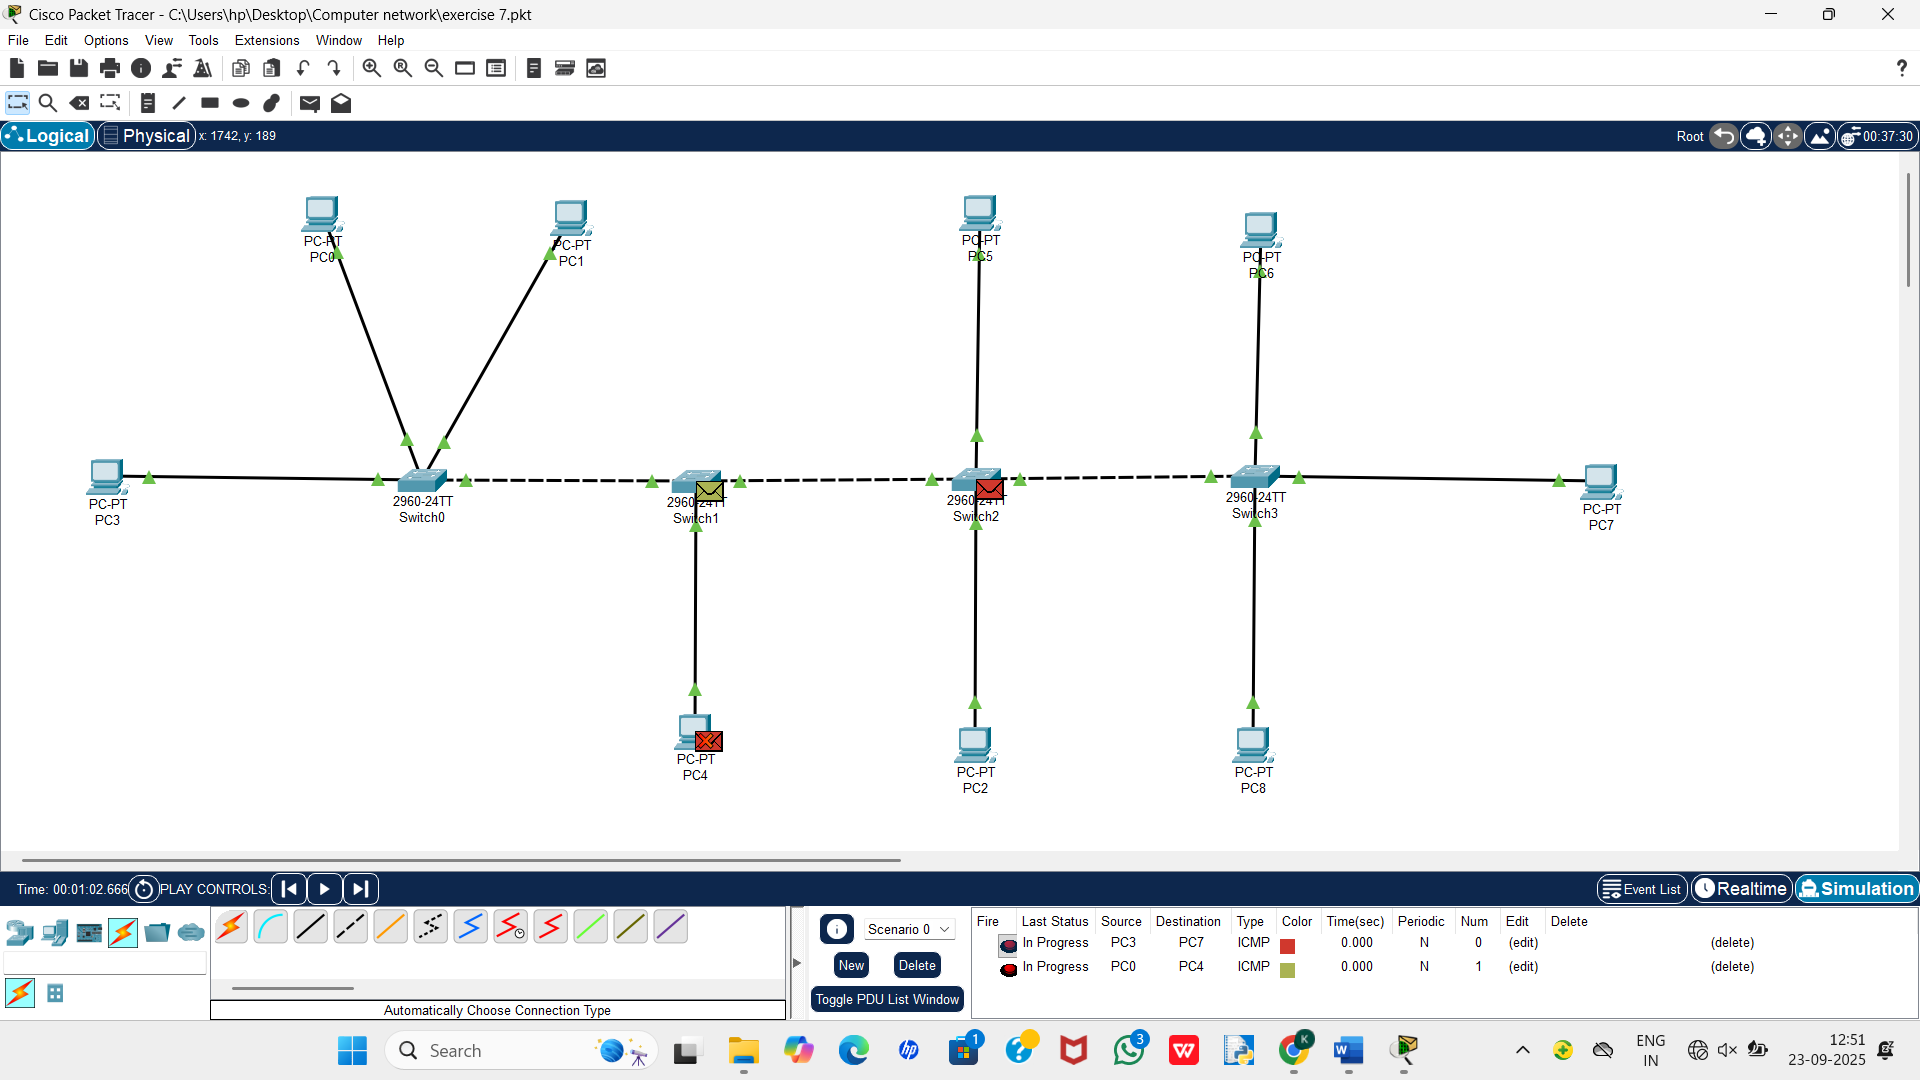 Cisco Packet Tracer - C:\Users\hp\Desktop\Computer network\exercise 7.pkt
File Edit Options View Tools Extensions Window Help
?
Logical Physical x: 1742, y: 189 Root 00:37:30
PC-PT
PC0
PC-PT
PC1
PC-PT
PC5
PC-PT
PC6
PC-PT
PC3
2960-24TT
Switch0
2960-24TT
Switch1
2960-24TT
Switch2
2960-24TT
Switch3
PC-PT
PC7
PC-PT
PC4
PC-PT
PC2
PC-PT
PC8
Time: 00:01:02.666 PLAY CONTROLS: Event List Realtime Simulation
Scenario 0
New Delete
Toggle PDU List Window
Fire Last Status Source Destination Type Color Time(sec) Periodic Num Edit Delete
In Progress PC3 PC7 ICMP 0.000 N 0 (edit) (delete)
In Progress PC0 PC4 ICMP 0.000 N 1 (edit) (delete)
Automatically Choose Connection Type
Search
hp
1
?
3
W
K
W
ENG
IN
12:51
23-09-2025